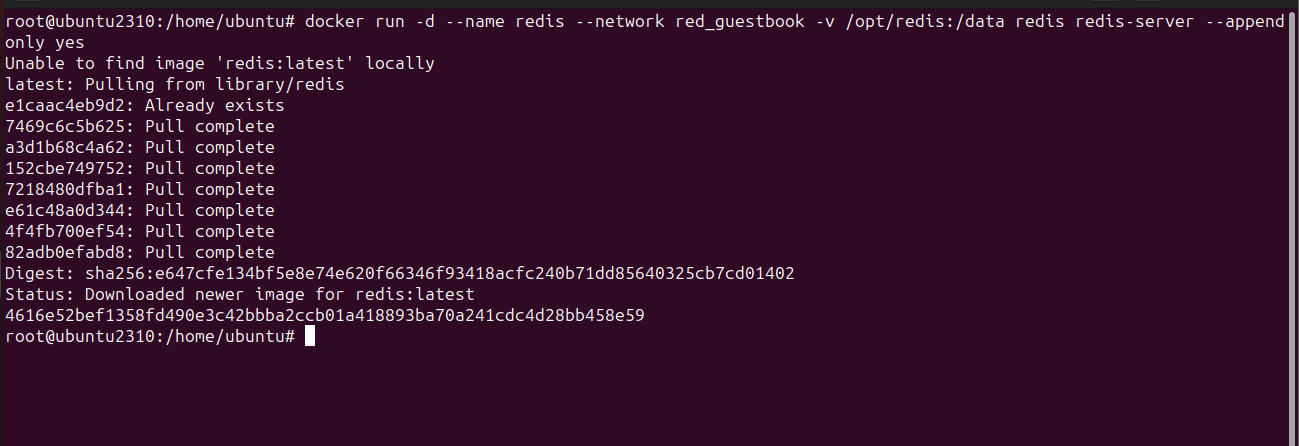 root@ubuntu2310:/home/ubuntu# docker run -d --name redis --network red_guestbook -v /opt/redis:/data redis redis-server --append
only yes
Unable to find image 'redis:latest' locally
latest: Pulling from library/redis
e1caac4eb9d2: Already exists
7469c6c5b625: Pull complete
a3d1b68c4a62: Pull complete
152cbe749752: Pull complete
7218480dfba1: Pull complete
e61c48a0d344: Pull complete
4f4fb700ef54: Pull complete
82adb0efabd8: Pull complete
Digest: sha256:e647cfe134bf5e8e74e620f66346f93418acfc240b71dd85640325cb7cd01402
Status: Downloaded newer image for redis:latest
4616e52bef1358fd490e3c42bbba2ccb01a418893ba70a241cdc4d28bb458e59
root@ubuntu2310:/home/ubuntu#